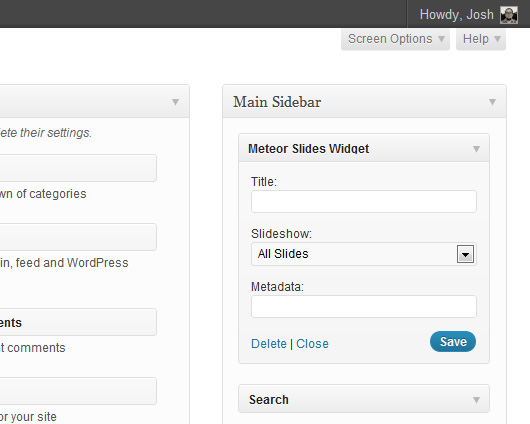 Howdy, Josh
Screen Options
Help
ete their settings.
wn of categories
in, feed and WordPress
ents
t comments
or your site
Main Sidebar
Meteor Slides Widget
Title:
Slideshow:
All Slides
Metadata:
Delete | Close
Save
Search